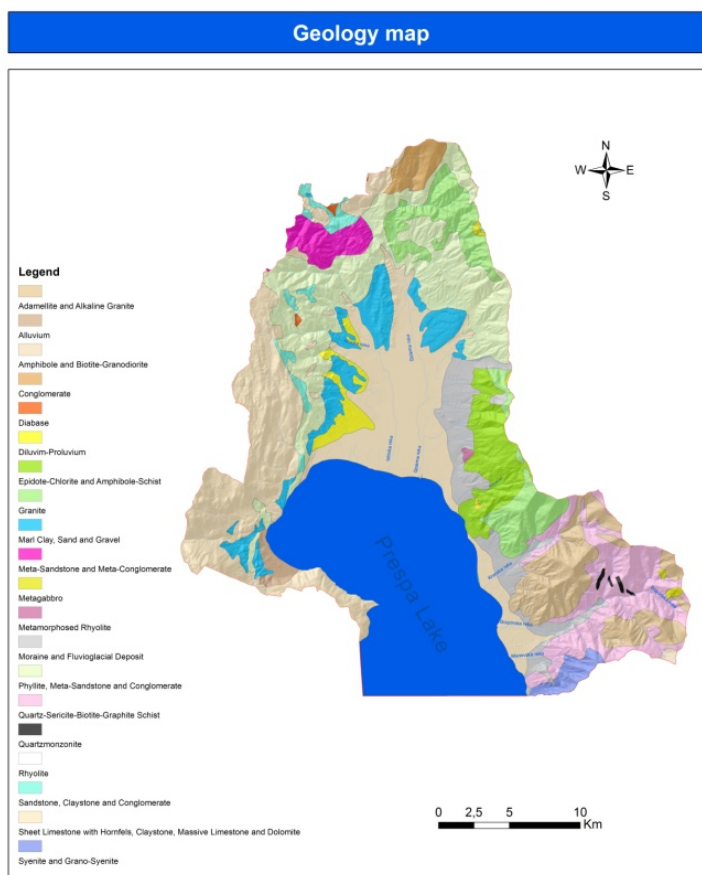 Geology map
N
W E
S
Legend
Adamellite and Alkaline Granite
Alluvium
Amphibole and Biotite-Granodiorite
Conglomerate
Diabase
Diluvim-Proluvium
Epidote-Chlorite and Amphibole-Schist
Granite
Marl Clay, Sand and Gravel
Meta-Sandstone and Meta-Conglomerate
Metagabbro
Metamorphosed Rhyolite
Moraine and Fluvioglacial Deposit
Phyllite, Meta-Sandstone and Conglomerate
Quartz-Sericite-Biotite-Graphite Schist
Quartzmonzonite
Rhyolite
Sandstone, Claystone and Conglomerate
Sheet Limestone with Hornfels, Claystone, Massive Limestone and Dolomite
Syenite and Grano-Syenite
Prespa Lake
0 2,5 5 10
Km